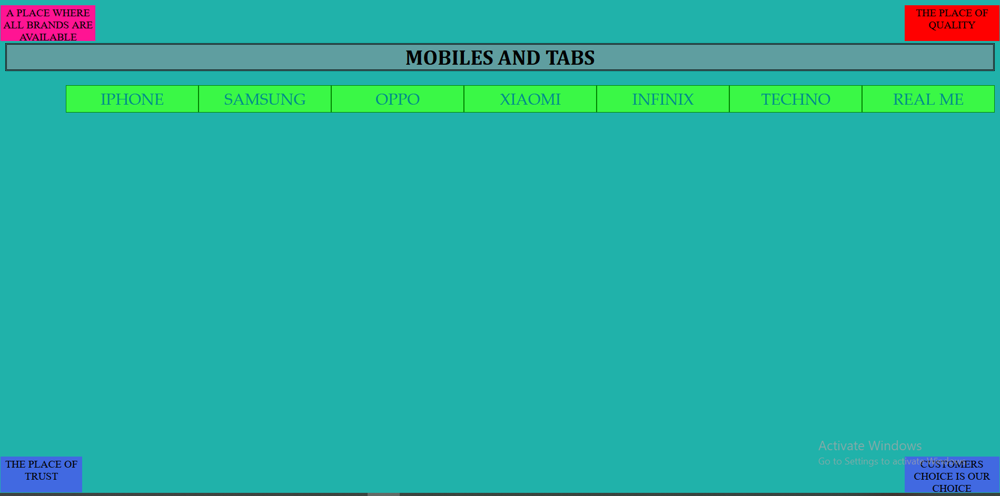 A PLACE WHERE
ALL BRANDS ARE
AVAILABLE
THE PLACE OF
QUALITY
MOBILES AND TABS
IPHONE SAMSUNG OPPO XIAOMI INFINIX TECHNO REAL ME
Activate Windows
Go to Settings to activate Windows.
THE PLACE OF
TRUST
CUSTOMERS
CHOICE IS OUR
CHOICE